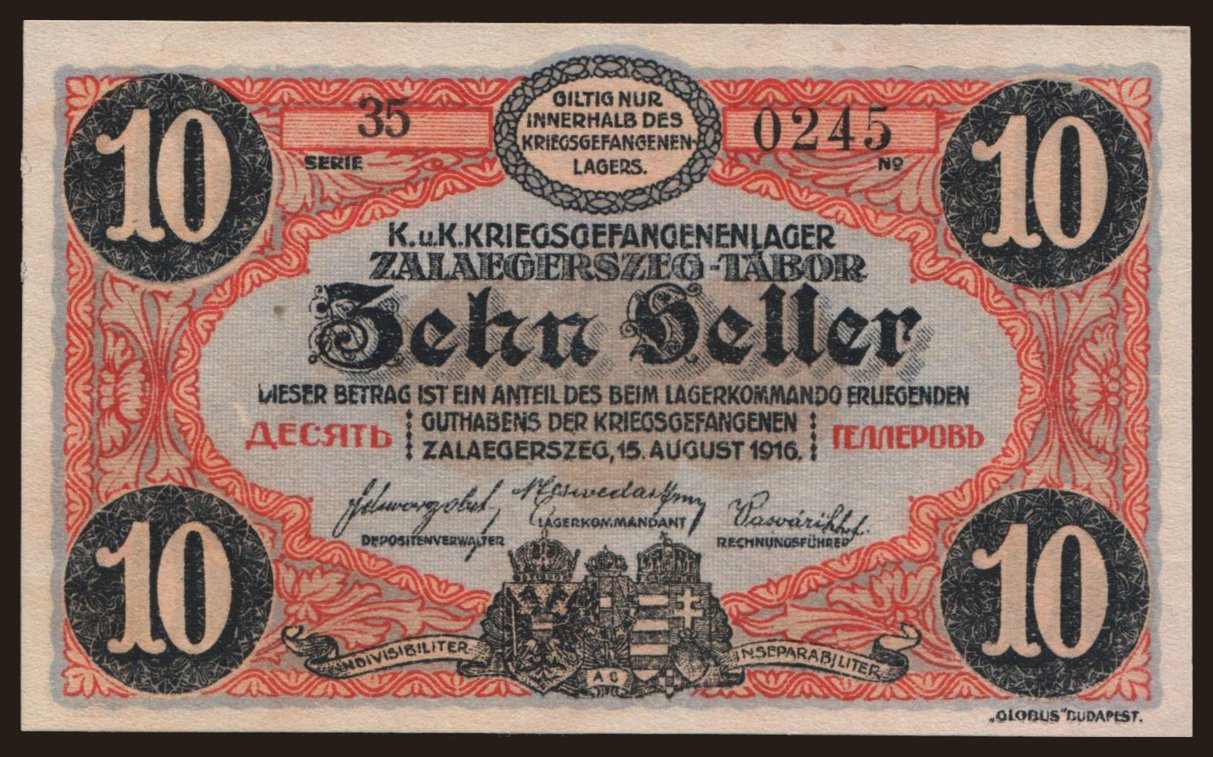 10
GILTIG NUR
INNERHALB DES
KRIEGSGEFANGENEN-
LAGERS.
10
35
SERIE
0245
No
K.u.K.KRIEGSGEFANGENENLAGER
ZALAEGERSZEG-TÁBOR
Zehn Heller
DIESER BETRAG IST EIN ANTEIL DES BEIM LAGERKOMMANDO ERLIEGENDEN
GUTHABENS DER KRIEGSGEFANGENEN
ДЕСЯТЬ
ГЕЛЛЕРОВЬ
ZALAEGERSZEG, 15. AUGUST 1916.
LAGERKOMMANDANT
DEPOSITENVERWALTER
RECHNUNGSFÜHRER
10
10
INDIVISIBILITER
INSEPARABILITER
„GLOBUS" BUDAPEST.